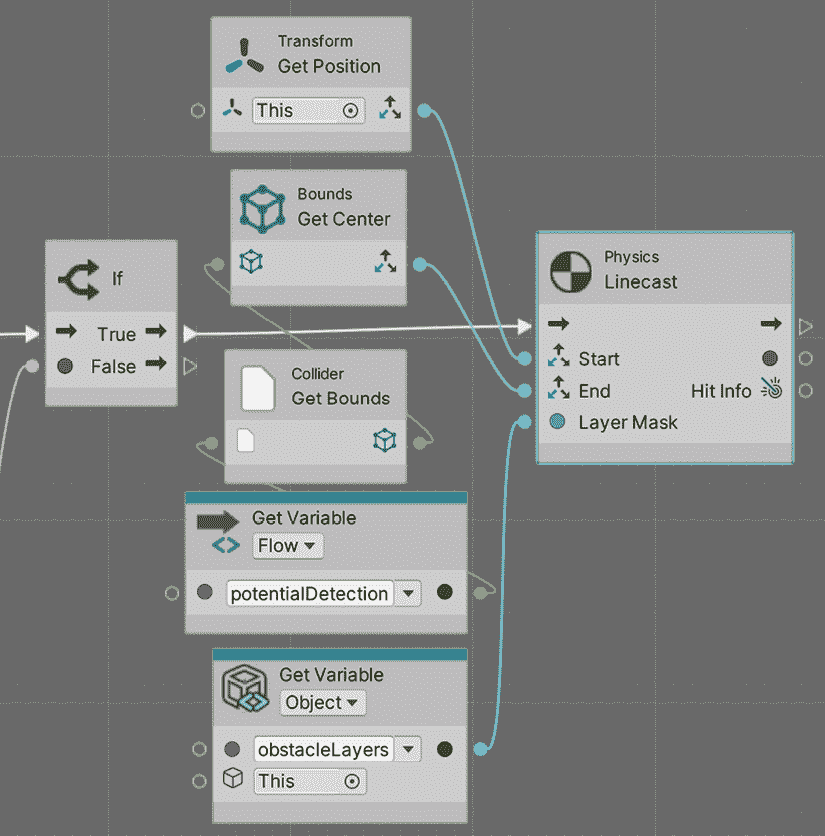 Transform
Get Position
This
Bounds
Get Center
If
True
False
Physics
Linecast
Start
End
Hit Info
Layer Mask
Collider
Get Bounds
Get Variable
Flow
potentialDetection
Get Variable
Object
obstacleLayers
This